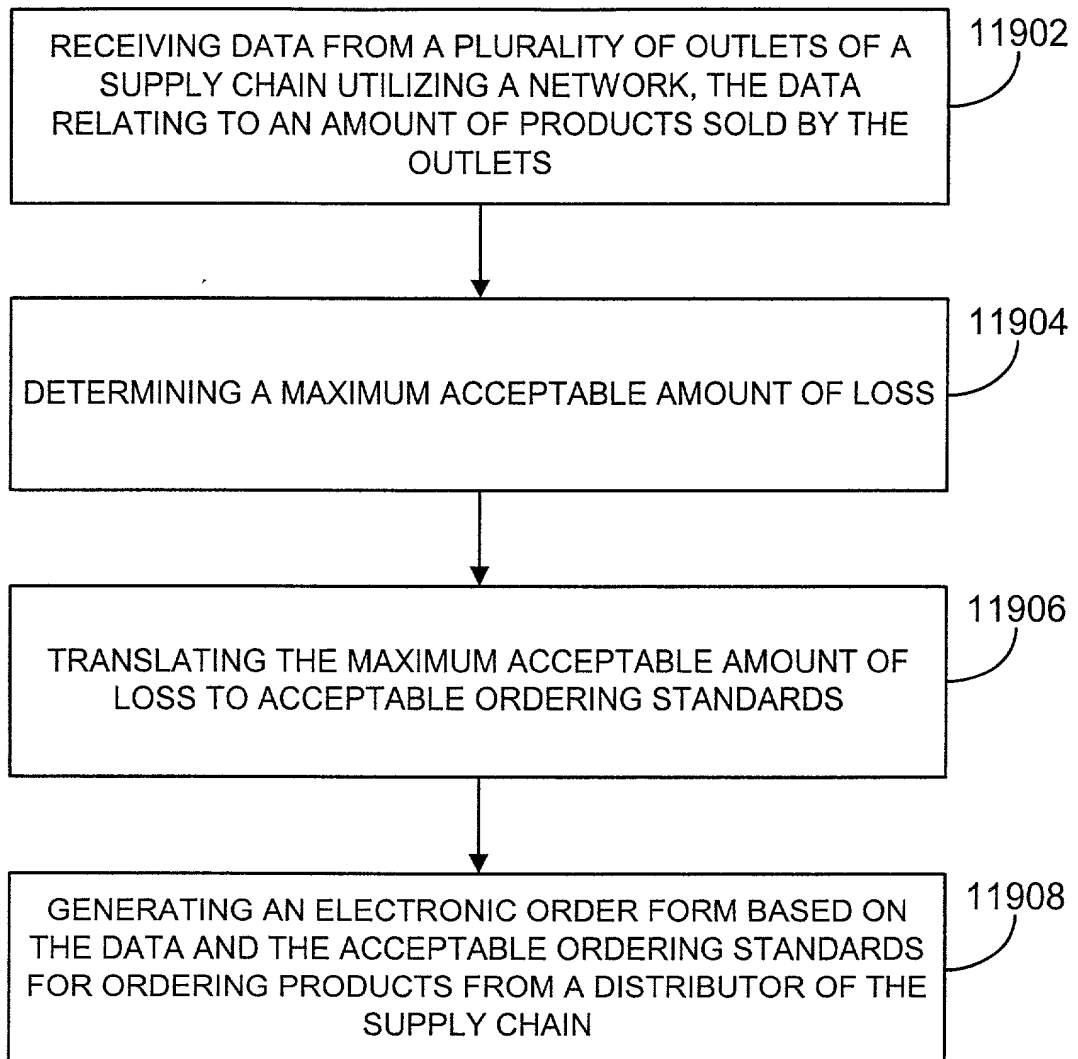 RECEIVING DATA FROM A PLURALITY OF OUTLETS OF A
SUPPLY CHAIN UTILIZING A NETWORK, THE DATA
RELATING TO AN AMOUNT OF PRODUCTS SOLD BY THE
OUTLETS
11902
DETERMINING A MAXIMUM ACCEPTABLE AMOUNT OF LOSS
11904
TRANSLATING THE MAXIMUM ACCEPTABLE AMOUNT OF
LOSS TO ACCEPTABLE ORDERING STANDARDS
11906
GENERATING AN ELECTRONIC ORDER FORM BASED ON
THE DATA AND THE ACCEPTABLE ORDERING STANDARDS
FOR ORDERING PRODUCTS FROM A DISTRIBUTOR OF THE
SUPPLY CHAIN
11908